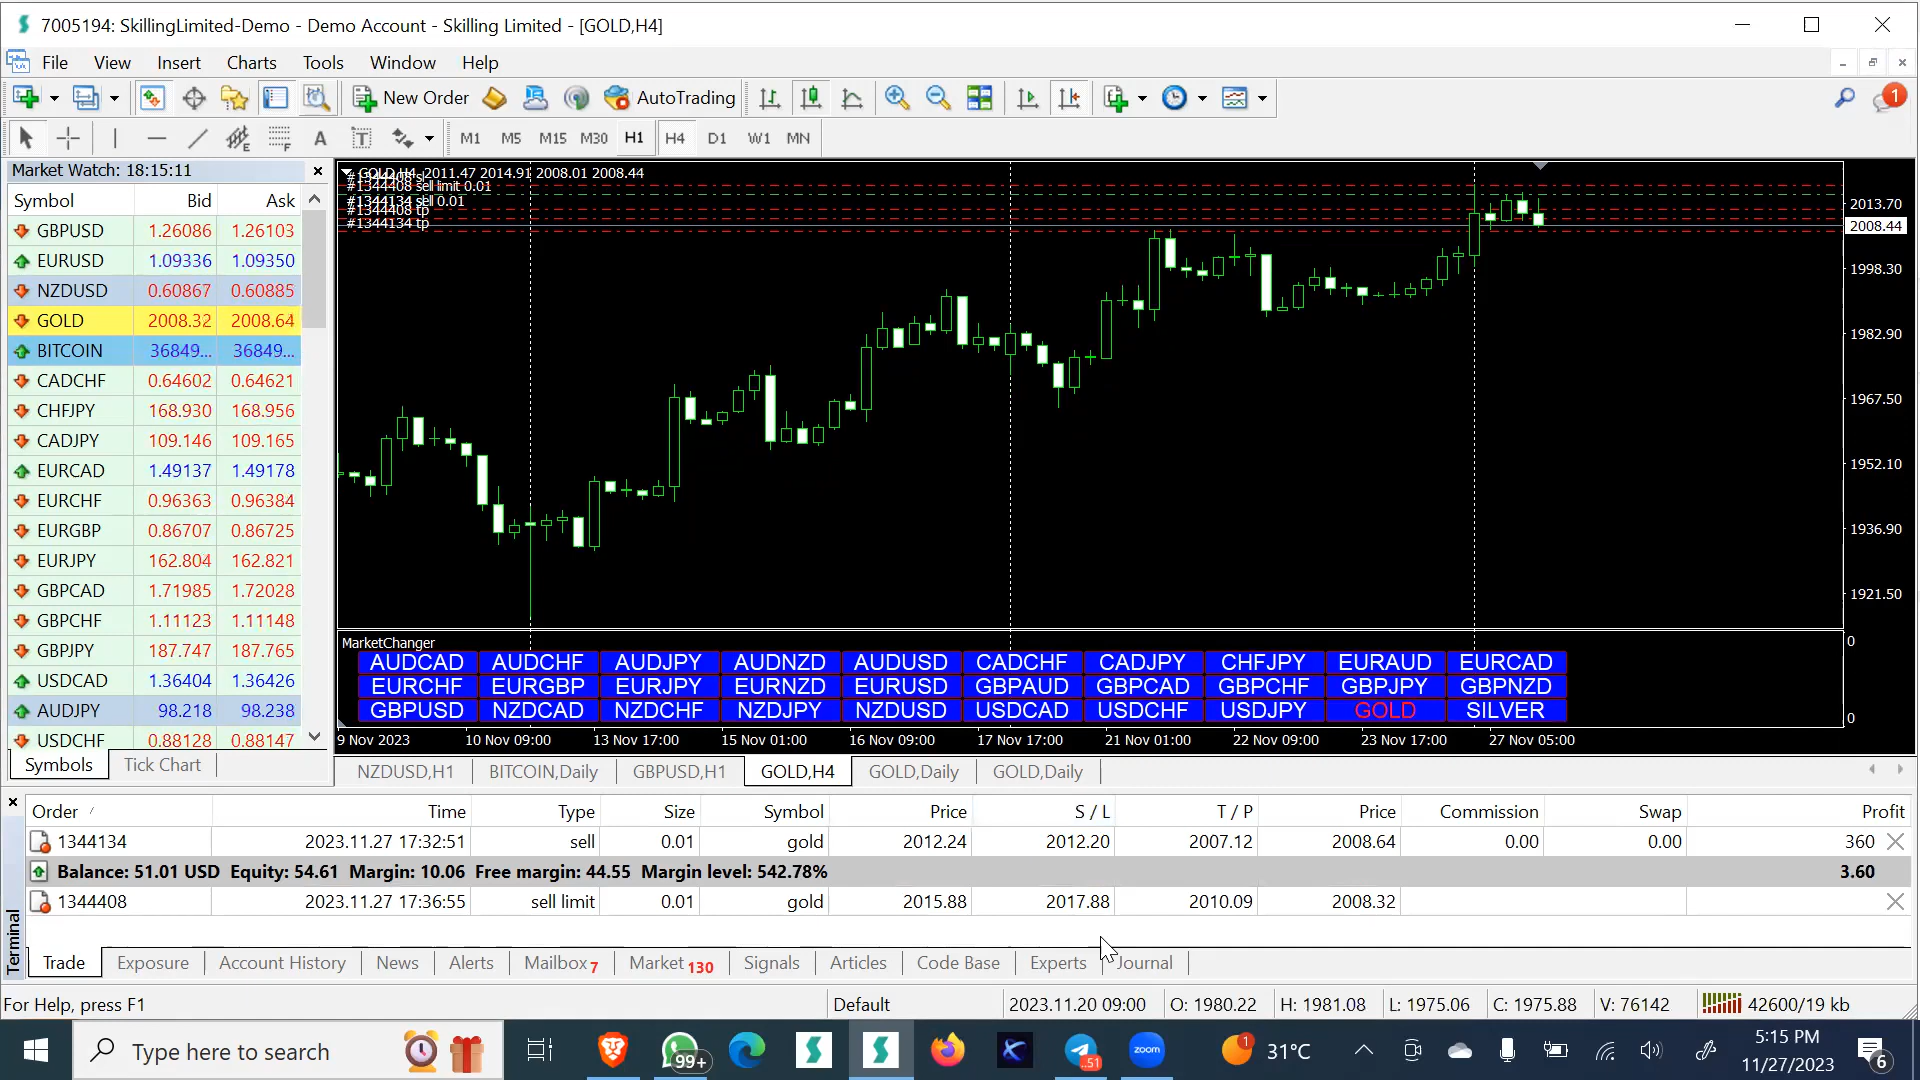 7005194: SkillingLimited-Demo - Demo Account - Skilling Limited - [GOLD,H4]
File View Insert Charts Tools Window Help
New Order AutoTrading 1
A T M1 M5 M15 M30 H1 H4 D1 W1 MN
Market Watch: 18:15:11
Symbol Bid Ask
GBPUSD 1.26086 1.26103
EURUSD 1.09336 1.09350
NZDUSD 0.60867 0.60885
GOLD 2008.32 2008.64
BITCOIN 36849... 36849...
CADCHF 0.64602 0.64621
CHFJPY 168.930 168.956
CADJPY 109.146 109.165
EURCAD 1.49137 1.49178
EURCHF 0.96363 0.96384
EURGBP 0.86707 0.86725
EURJPY 162.804 162.821
GBPCAD 1.71985 1.72028
GBPCHF 1.11123 1.11148
GBPJPY 187.747 187.765
USDCAD 1.36404 1.36426
AUDJPY 98.218 98.238
USDCHF 0.88128 0.88147
Symbols Tick Chart
GOLD,H4 2011.47 2014.91 2008.01 2008.44
#1344408 sl
#1344408 sell limit 0.01
#1344134 sell 0.01
#1344408 tp
#1344134 tp
2013.70
2008.44
1998.30
1982.90
1967.50
1952.10
1936.90
1921.50
MarketChanger 0
AUDCAD AUDCHF AUDJPY AUDNZD AUDUSD CADCHF CADJPY CHFJPY EURAUD EURCAD
EURCHF EURGBP EURJPY EURNZD EURUSD GBPAUD GBPCAD GBPCHF GBPJPY GBPNZD
GBPUSD NZDCAD NZDCHF NZDJPY NZDUSD USDCAD USDCHF USDJPY GOLD SILVER
0
9 Nov 2023 10 Nov 09:00 13 Nov 17:00 15 Nov 01:00 16 Nov 09:00 17 Nov 17:00 21 Nov 01:00 22 Nov 09:00 23 Nov 17:00 27 Nov 05:00
NZDUSD,H1 BITCOIN,Daily GBPUSD,H1 GOLD,H4 GOLD,Daily GOLD,Daily
Order Time Type Size Symbol Price S / L T / P Price Commission Swap Profit
1344134 2023.11.27 17:32:51 sell 0.01 gold 2012.24 2012.20 2007.12 2008.64 0.00 0.00 360
Balance: 51.01 USD Equity: 54.61 Margin: 10.06 Free margin: 44.55 Margin level: 542.78% 3.60
1344408 2023.11.27 17:36:55 sell limit 0.01 gold 2015.88 2017.88 2010.09 2008.32
Terminal
Trade Exposure Account History News Alerts Mailbox 7 Market 130 Signals Articles Code Base Experts Journal
For Help, press F1 Default 2023.11.20 09:00 O: 1980.22 H: 1981.08 L: 1975.06 C: 1975.88 V: 76142 42600/19 kb
Type here to search 99+ 51 zoom 1 31°C 5:15 PM
11/27/2023 6